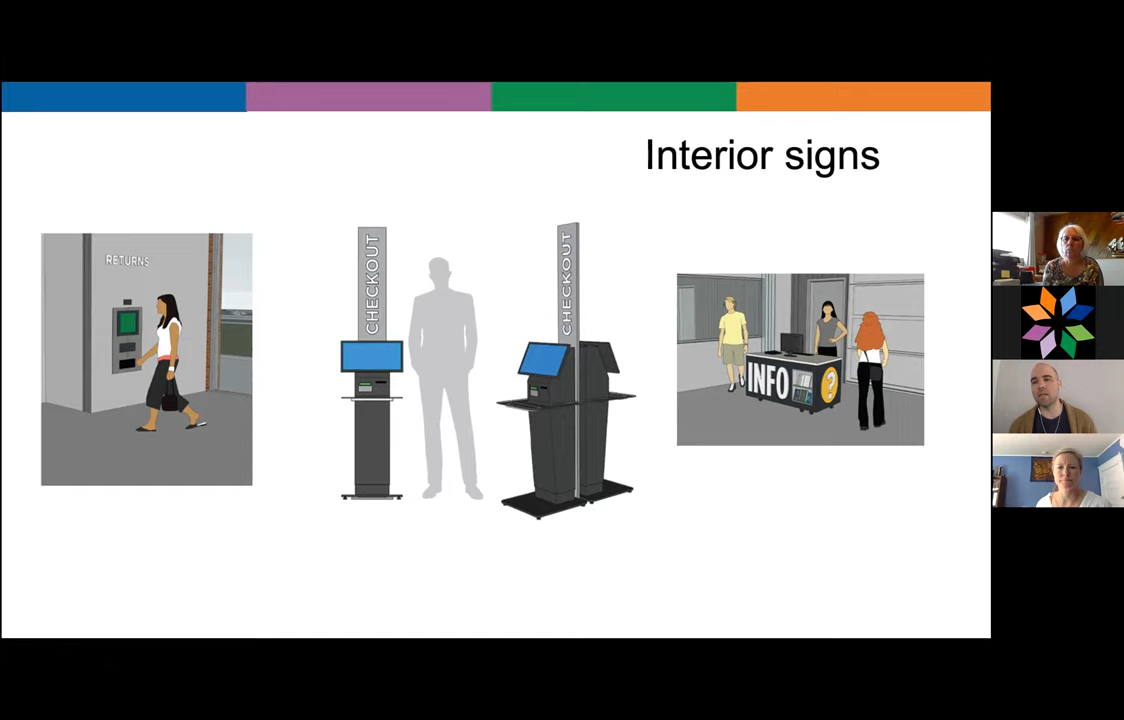 Interior signs
RETURNS
CHECKOUT
CHECKOUT
INFO
?